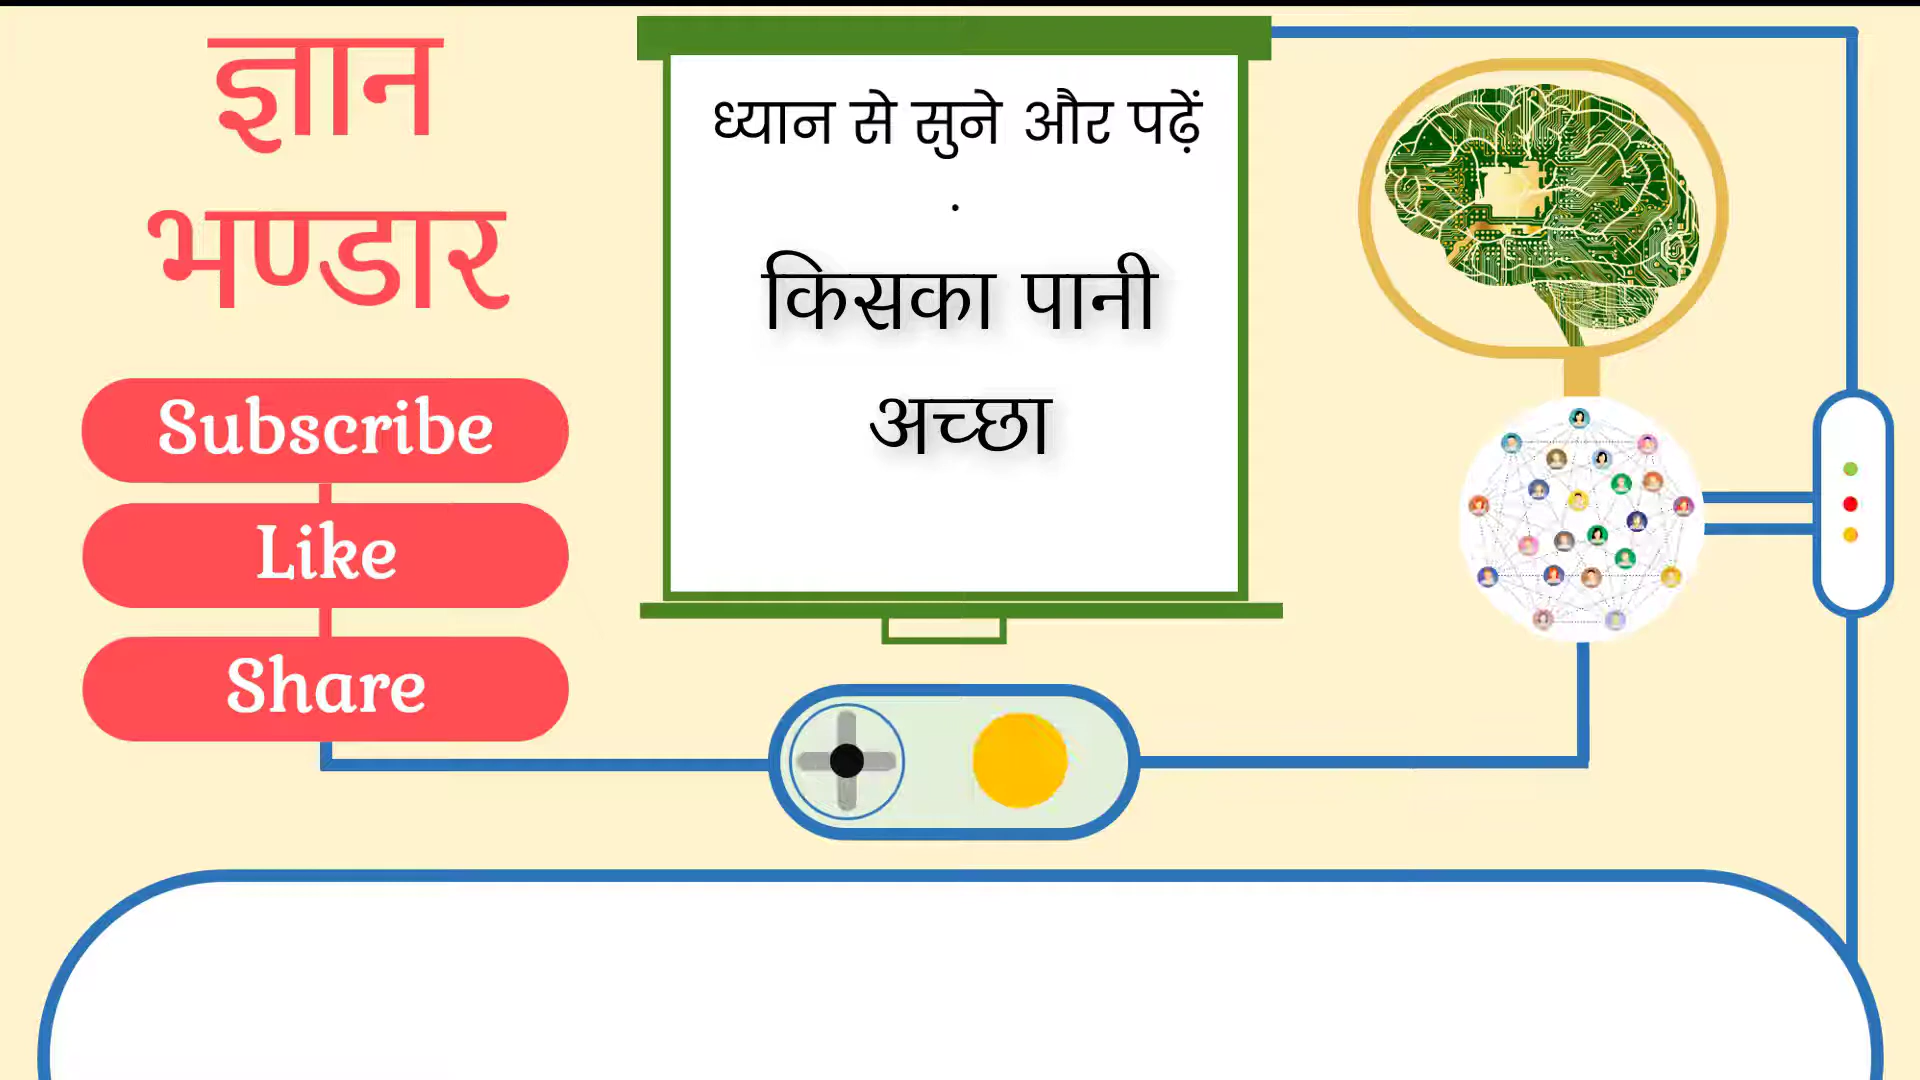 ज्ञान
भण्डार
Subscribe
Like
Share
ध्यान से सुने और पढ़ें
.
किसका पानी
अच्छा